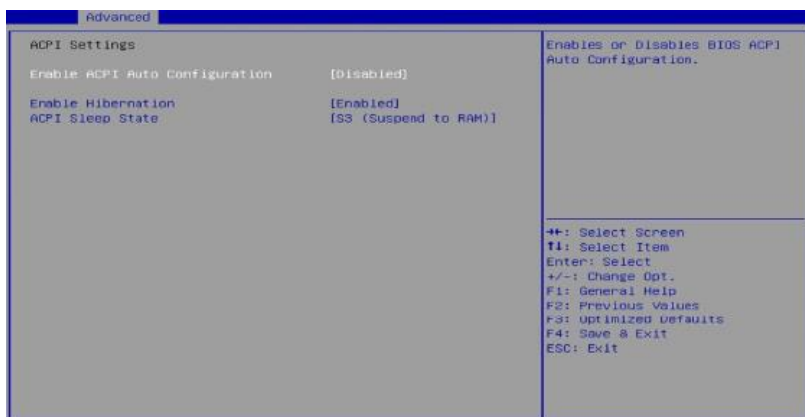 Advanced
ACPI Settings
Enable ACPI Auto Configuration [Disabled]
Enable Hibernation [Enabled]
ACPI Sleep State [S3 (Suspend to RAM)]
Enables or Disables BIOS ACPI
Auto Configuration.
→←: Select Screen
↑↓: Select Item
Enter: Select
+/-: Change Opt.
F1: General Help
F2: Previous Values
F3: Optimized Defaults
F4: Save & Exit
ESC: Exit